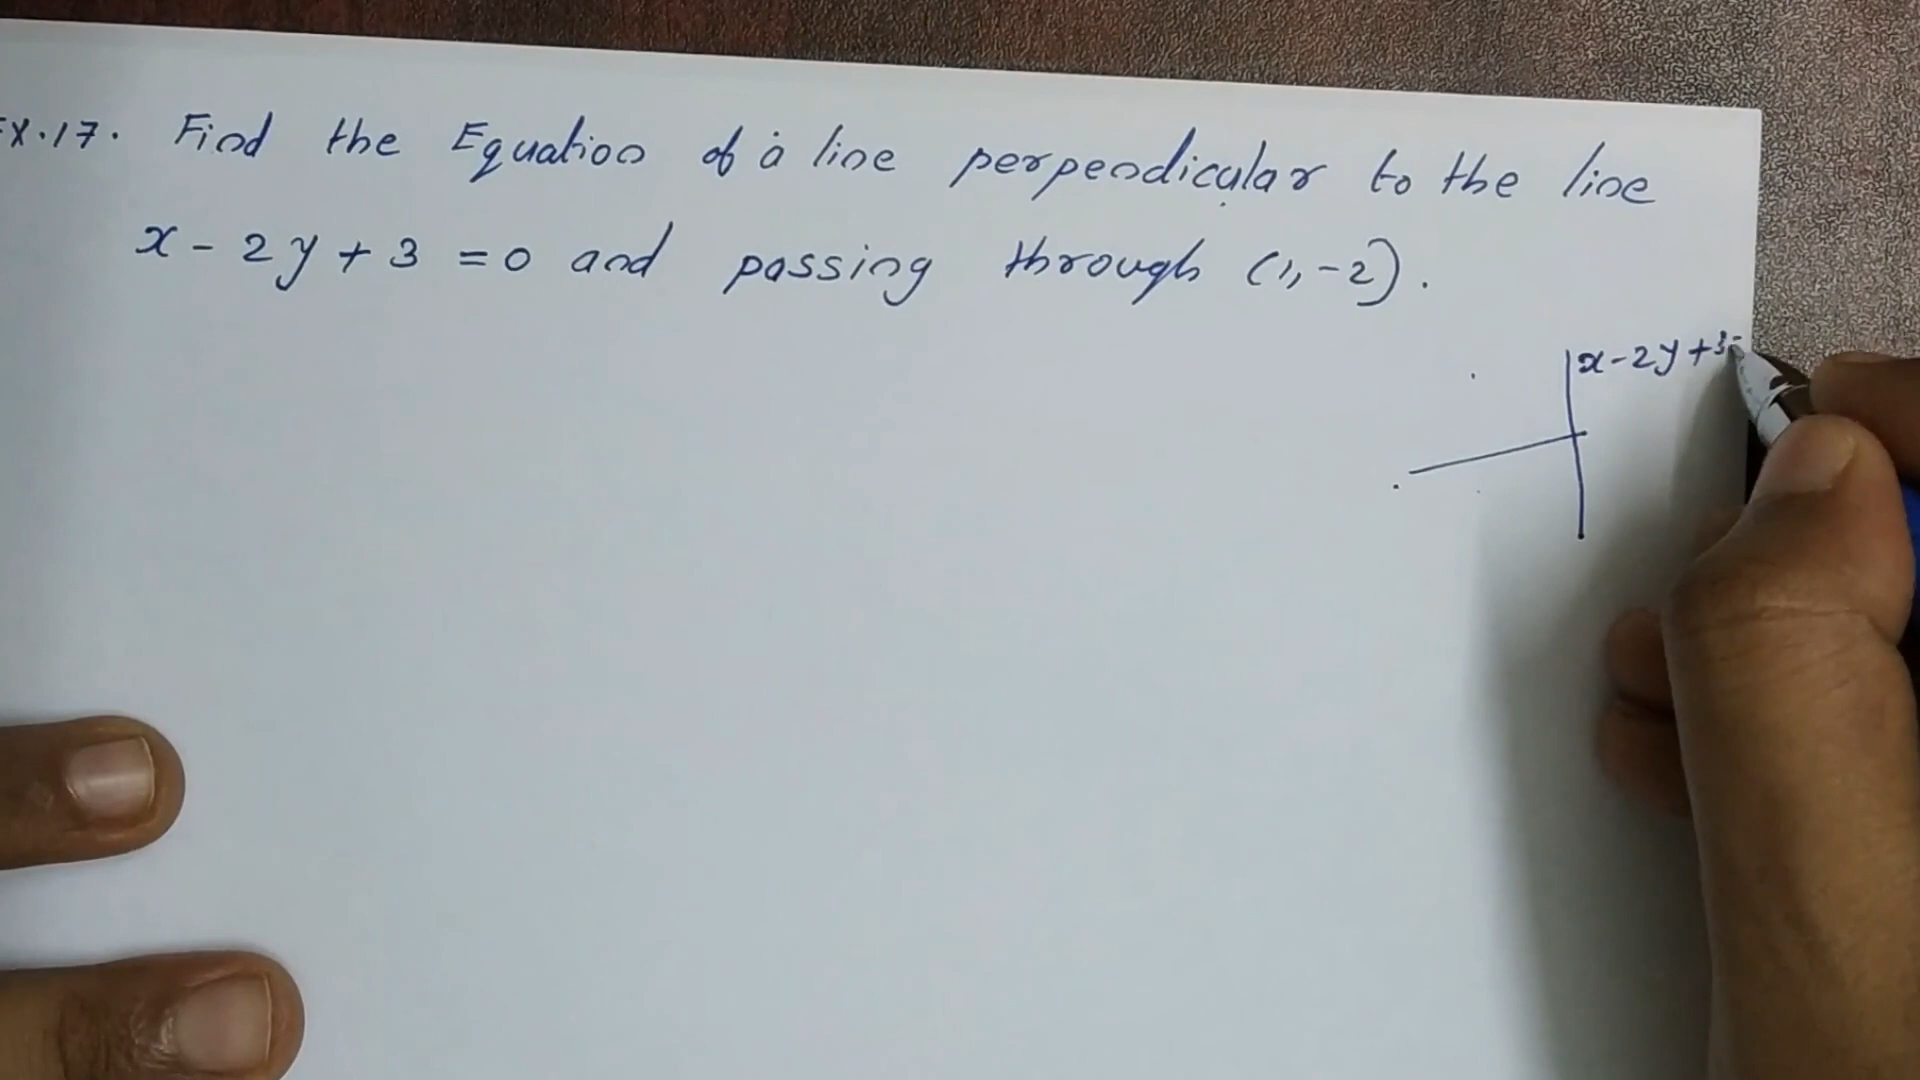 Ex.17. Find the Equation of a line perpendicular to the line
x - 2y + 3 = 0 and passing through (1, -2).
x - 2y + 3 =